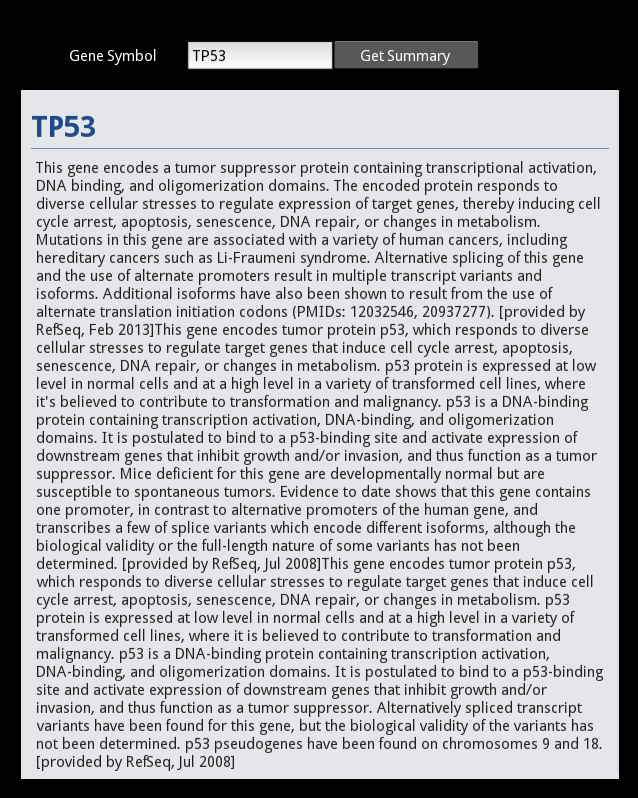 Gene Symbol TP53 Get Summary
TP53
This gene encodes a tumor suppressor protein containing transcriptional activation,
DNA binding, and oligomerization domains. The encoded protein responds to
diverse cellular stresses to regulate expression of target genes, thereby inducing cell
cycle arrest, apoptosis, senescence, DNA repair, or changes in metabolism.
Mutations in this gene are associated with a variety of human cancers, including
hereditary cancers such as Li-Fraumeni syndrome. Alternative splicing of this gene
and the use of alternate promoters result in multiple transcript variants and
isoforms. Additional isoforms have also been shown to result from the use of
alternate translation initiation codons (PMIDs: 12032546, 20937277). [provided by
RefSeq, Feb 2013]This gene encodes tumor protein p53, which responds to diverse
cellular stresses to regulate target genes that induce cell cycle arrest, apoptosis,
senescence, DNA repair, or changes in metabolism. p53 protein is expressed at low
level in normal cells and at a high level in a variety of transformed cell lines, where
it's believed to contribute to transformation and malignancy. p53 is a DNA-binding
protein containing transcription activation, DNA-binding, and oligomerization
domains. It is postulated to bind to a p53-binding site and activate expression of
downstream genes that inhibit growth and/or invasion, and thus function as a tumor
suppressor. Mice deficient for this gene are developmentally normal but are
susceptible to spontaneous tumors. Evidence to date shows that this gene contains
one promoter, in contrast to alternative promoters of the human gene, and
transcribes a few of splice variants which encode different isoforms, although the
biological validity or the full-length nature of some variants has not been
determined. [provided by RefSeq, Jul 2008]This gene encodes tumor protein p53,
which responds to diverse cellular stresses to regulate target genes that induce cell
cycle arrest, apoptosis, senescence, DNA repair, or changes in metabolism. p53
protein is expressed at low level in normal cells and at a high level in a variety of
transformed cell lines, where it is believed to contribute to transformation and
malignancy. p53 is a DNA-binding protein containing transcription activation,
DNA-binding, and oligomerization domains. It is postulated to bind to a p53-binding
site and activate expression of downstream genes that inhibit growth and/or
invasion, and thus function as a tumor suppressor. Alternatively spliced transcript
variants have been found for this gene, but the biological validity of the variants has
not been determined. p53 pseudogenes have been found on chromosomes 9 and 18.
[provided by RefSeq, Jul 2008]